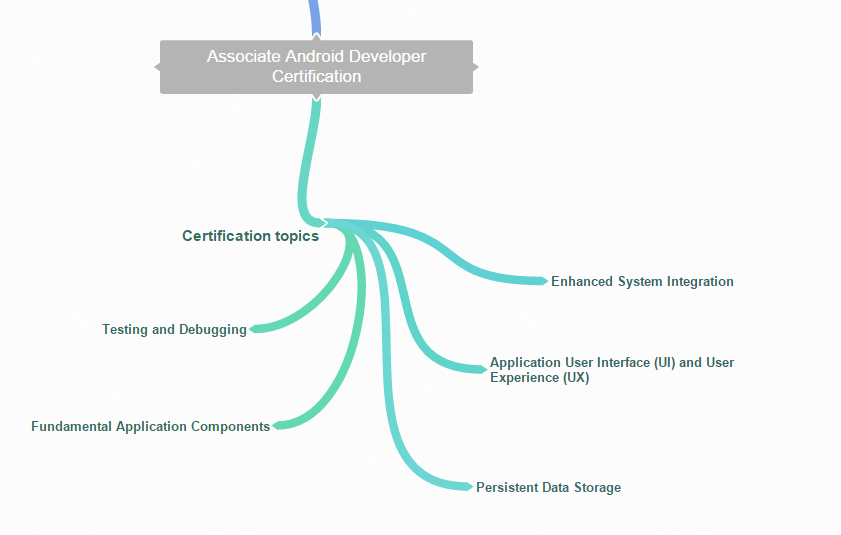 Associate Android Developer
Certification
Certification topics
Enhanced System Integration
Testing and Debugging
Application User Interface (UI) and User
Experience (UX)
Fundamental Application Components
Persistent Data Storage